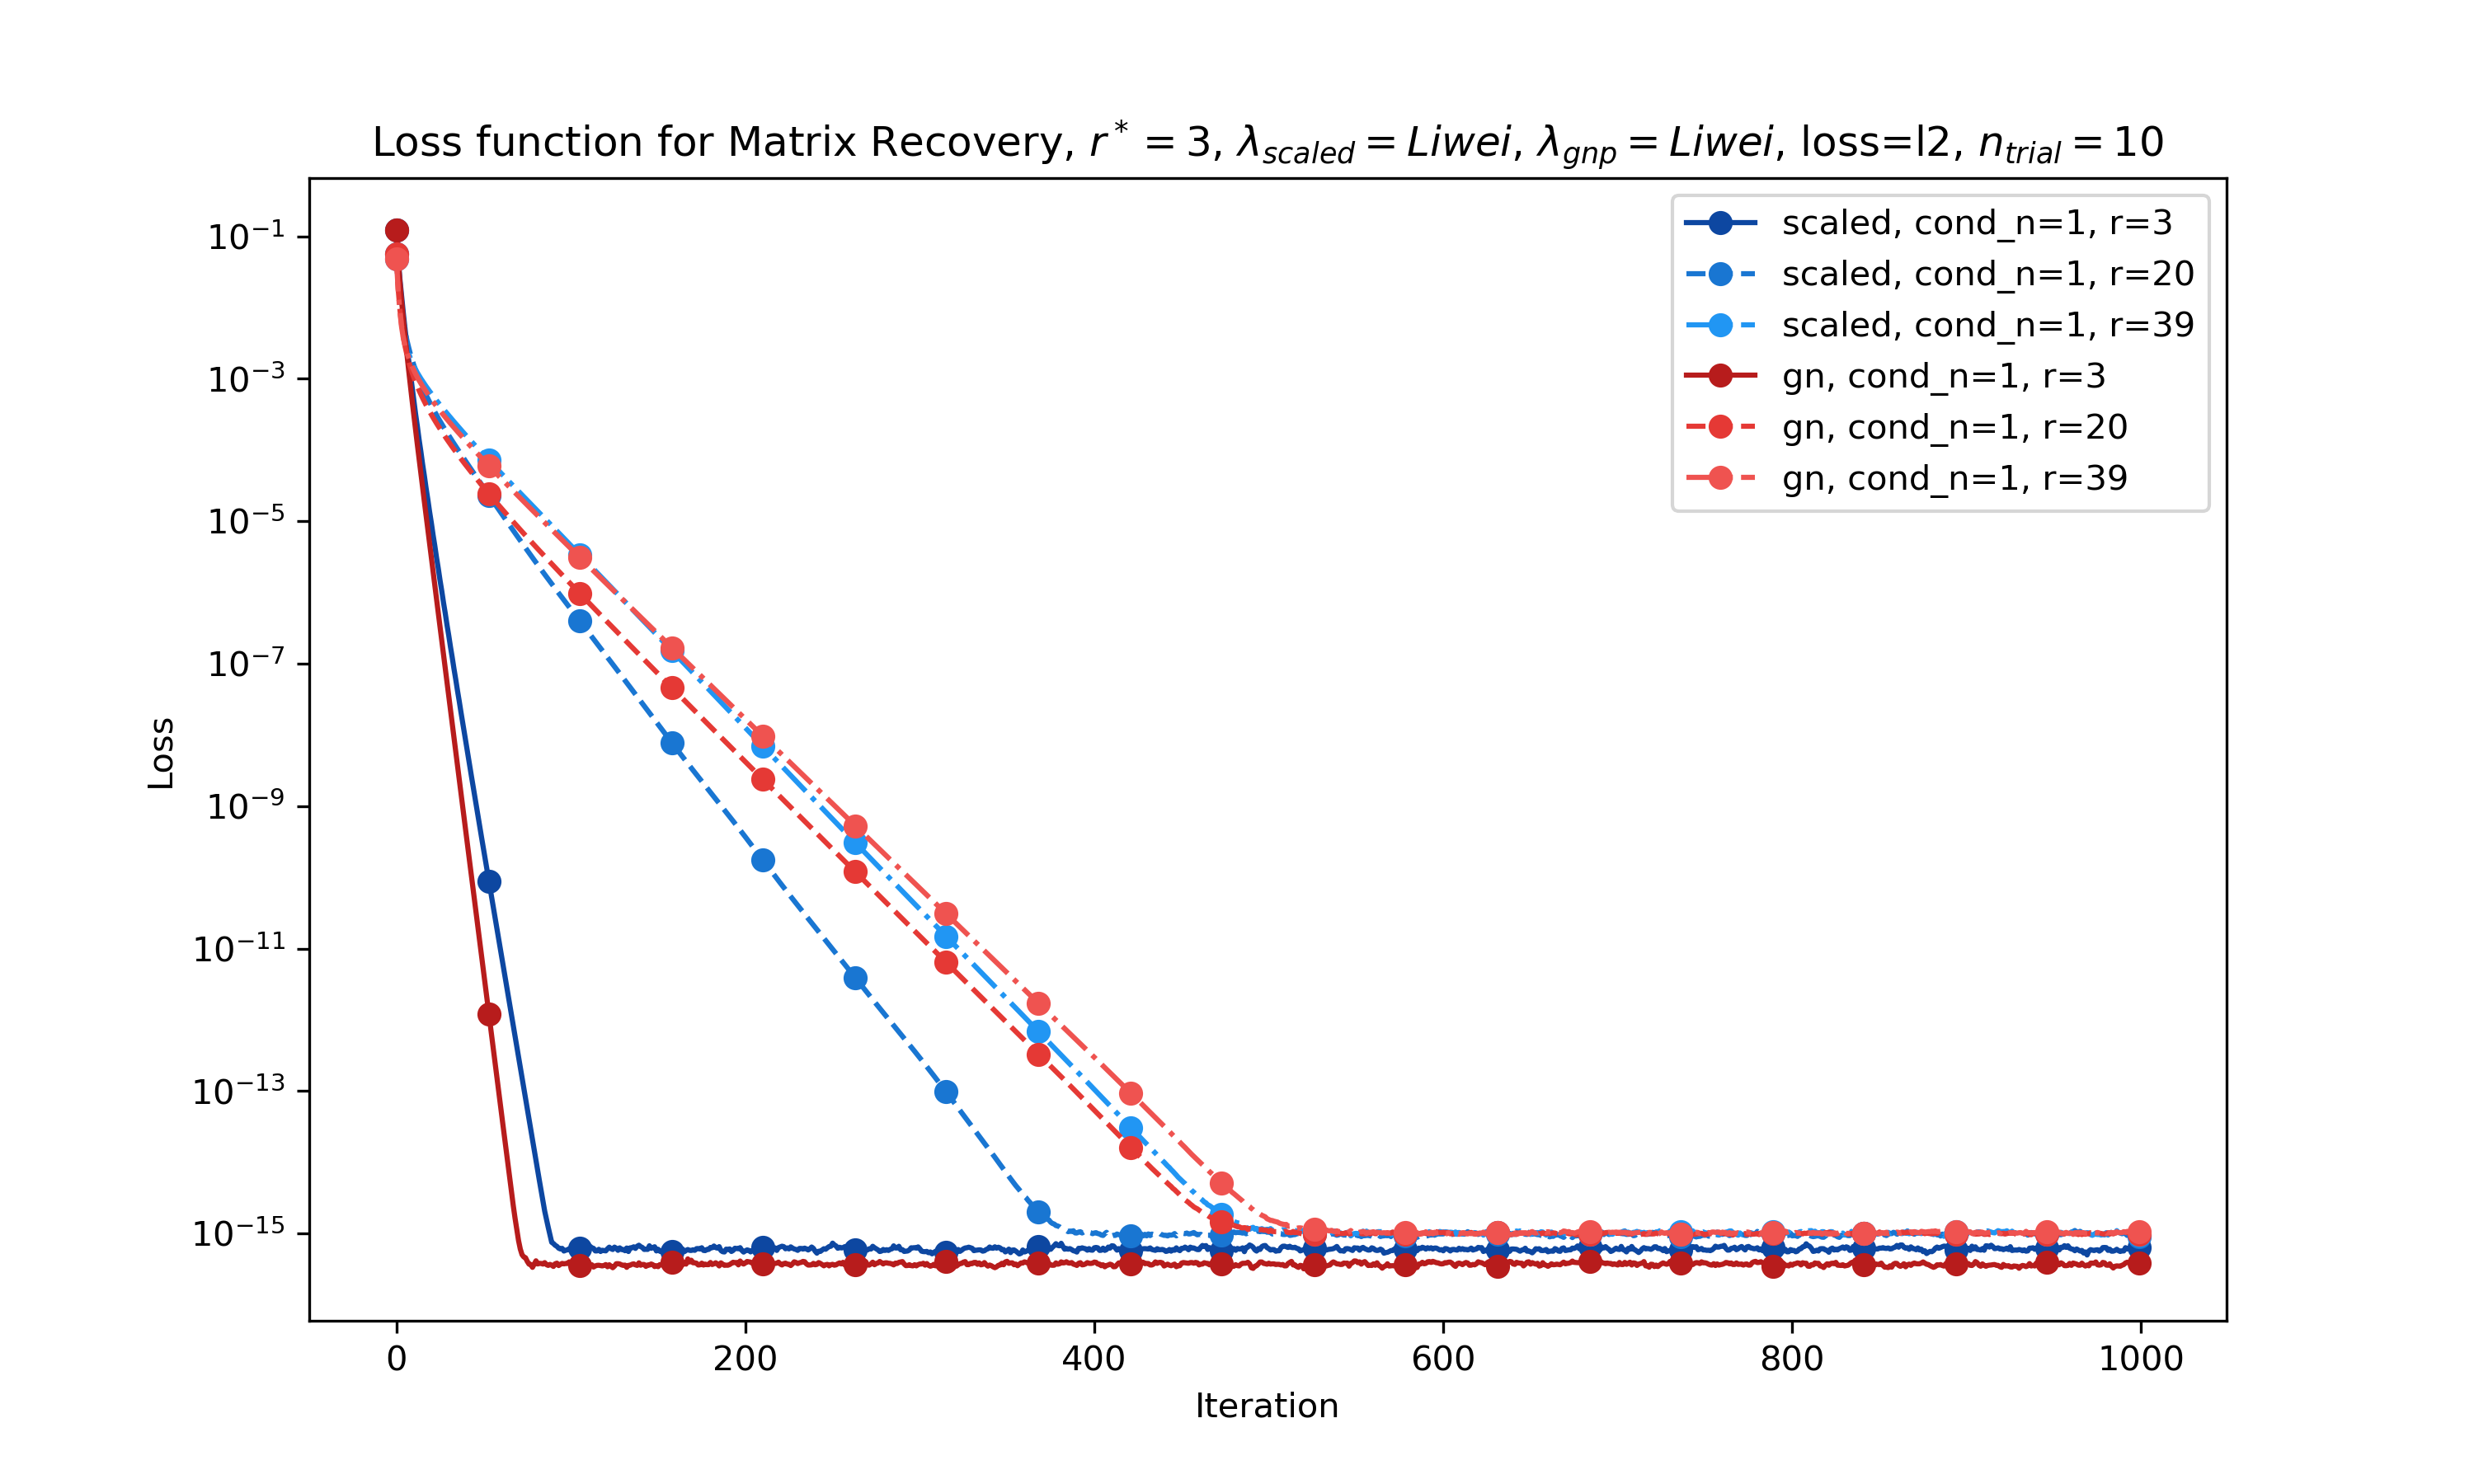 Loss function for Matrix Recovery, r* = 3, λscaled = Liwei, λgnp = Liwei, loss=l2, ntrial = 10
scaled, cond_n=1, r=3
scaled, cond_n=1, r=20
scaled, cond_n=1, r=39
gn, cond_n=1, r=3
gn, cond_n=1, r=20
gn, cond_n=1, r=39
Loss
10⁻¹
10⁻³
10⁻⁵
10⁻⁷
10⁻⁹
10⁻¹¹
10⁻¹³
10⁻¹⁵
0 200 400 600 800 1000
Iteration